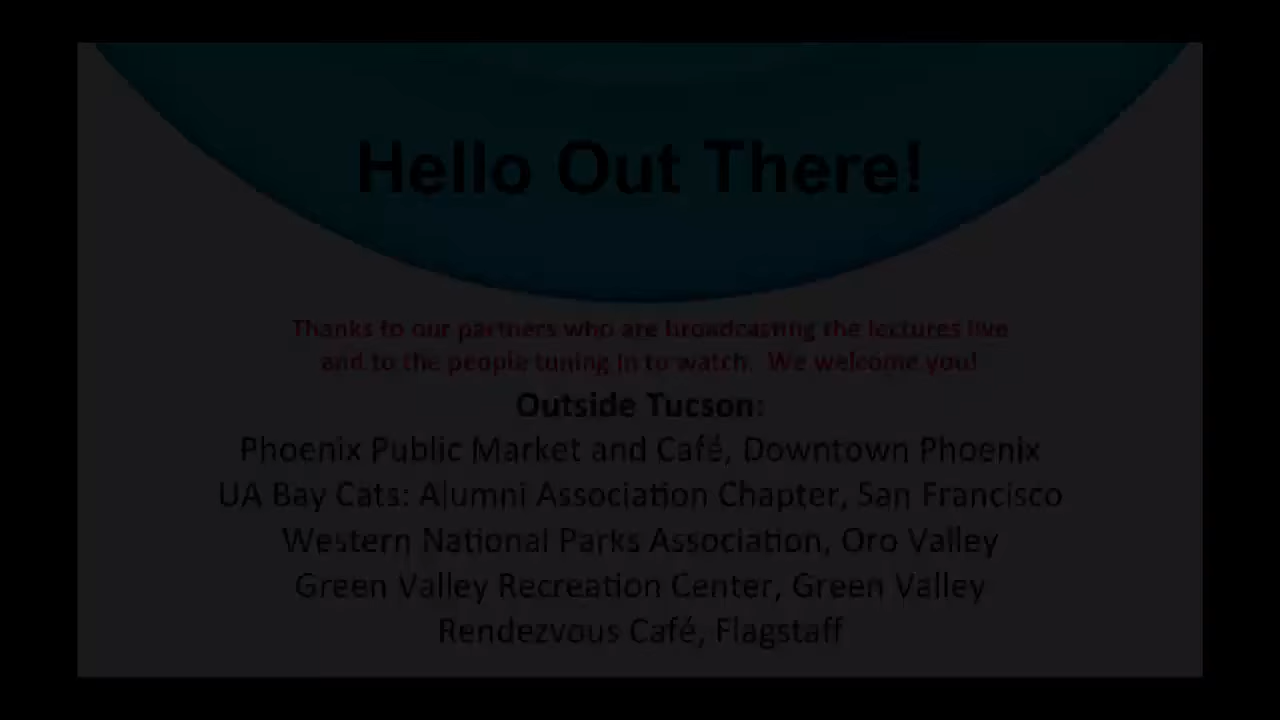 Hello Out There!
Thanks to our partners who are broadcasting the lectures live
and to the people tuning in to watch. We welcome you!
Outside Tucson:
Phoenix Public Market and Café, Downtown Phoenix
UA Bay Cats: Alumni Association Chapter, San Francisco
Western National Parks Association, Oro Valley
Green Valley Recreation Center, Green Valley
Rendezvous Café, Flagstaff